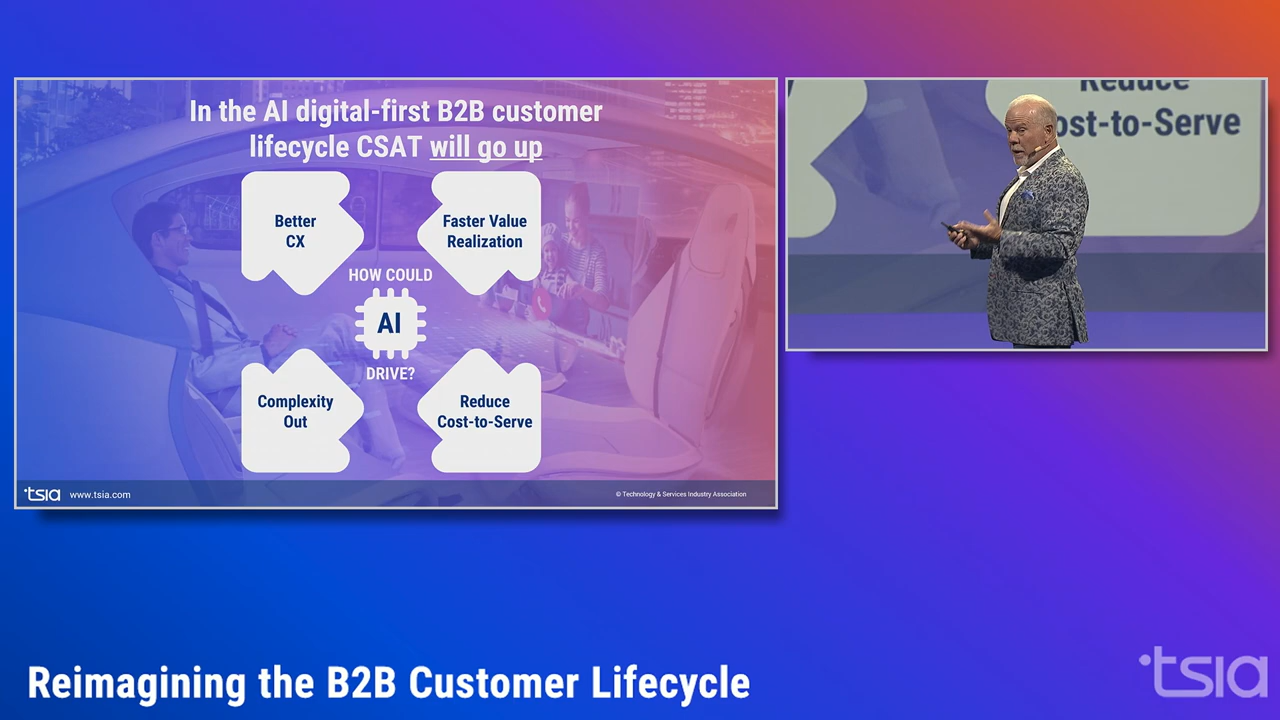 In the AI digital-first B2B customer
lifecycle CSAT will go up
Better
CX
Faster Value
Realization
HOW COULD
AI
DRIVE?
Complexity
Out
Reduce
Cost-to-Serve
tsia www.tsia.com
© Technology & Services Industry Association
Reduce
ost-to-Serve
Reimagining the B2B Customer Lifecycle
tsia